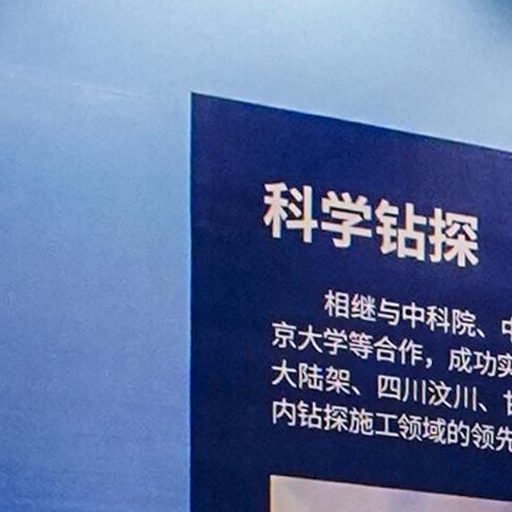 科学钻探
相继与中科院、中
京大学等合作，成功实
大陆架、四川汶川、甘
内钻探施工领域的领先